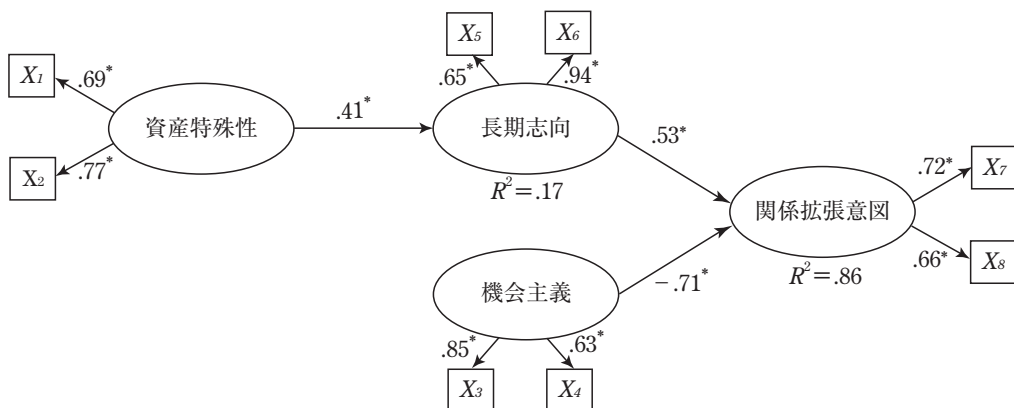 X5
X6
X1
.69*
.65*
.94*
資産特殊性
.41*
長期志向
.53*
X2
.77*
R²=.17
.72*
X7
関係拡張意図
機会主義
−.71*
R²=.86
.66*
X8
.85*
.63*
X3
X4